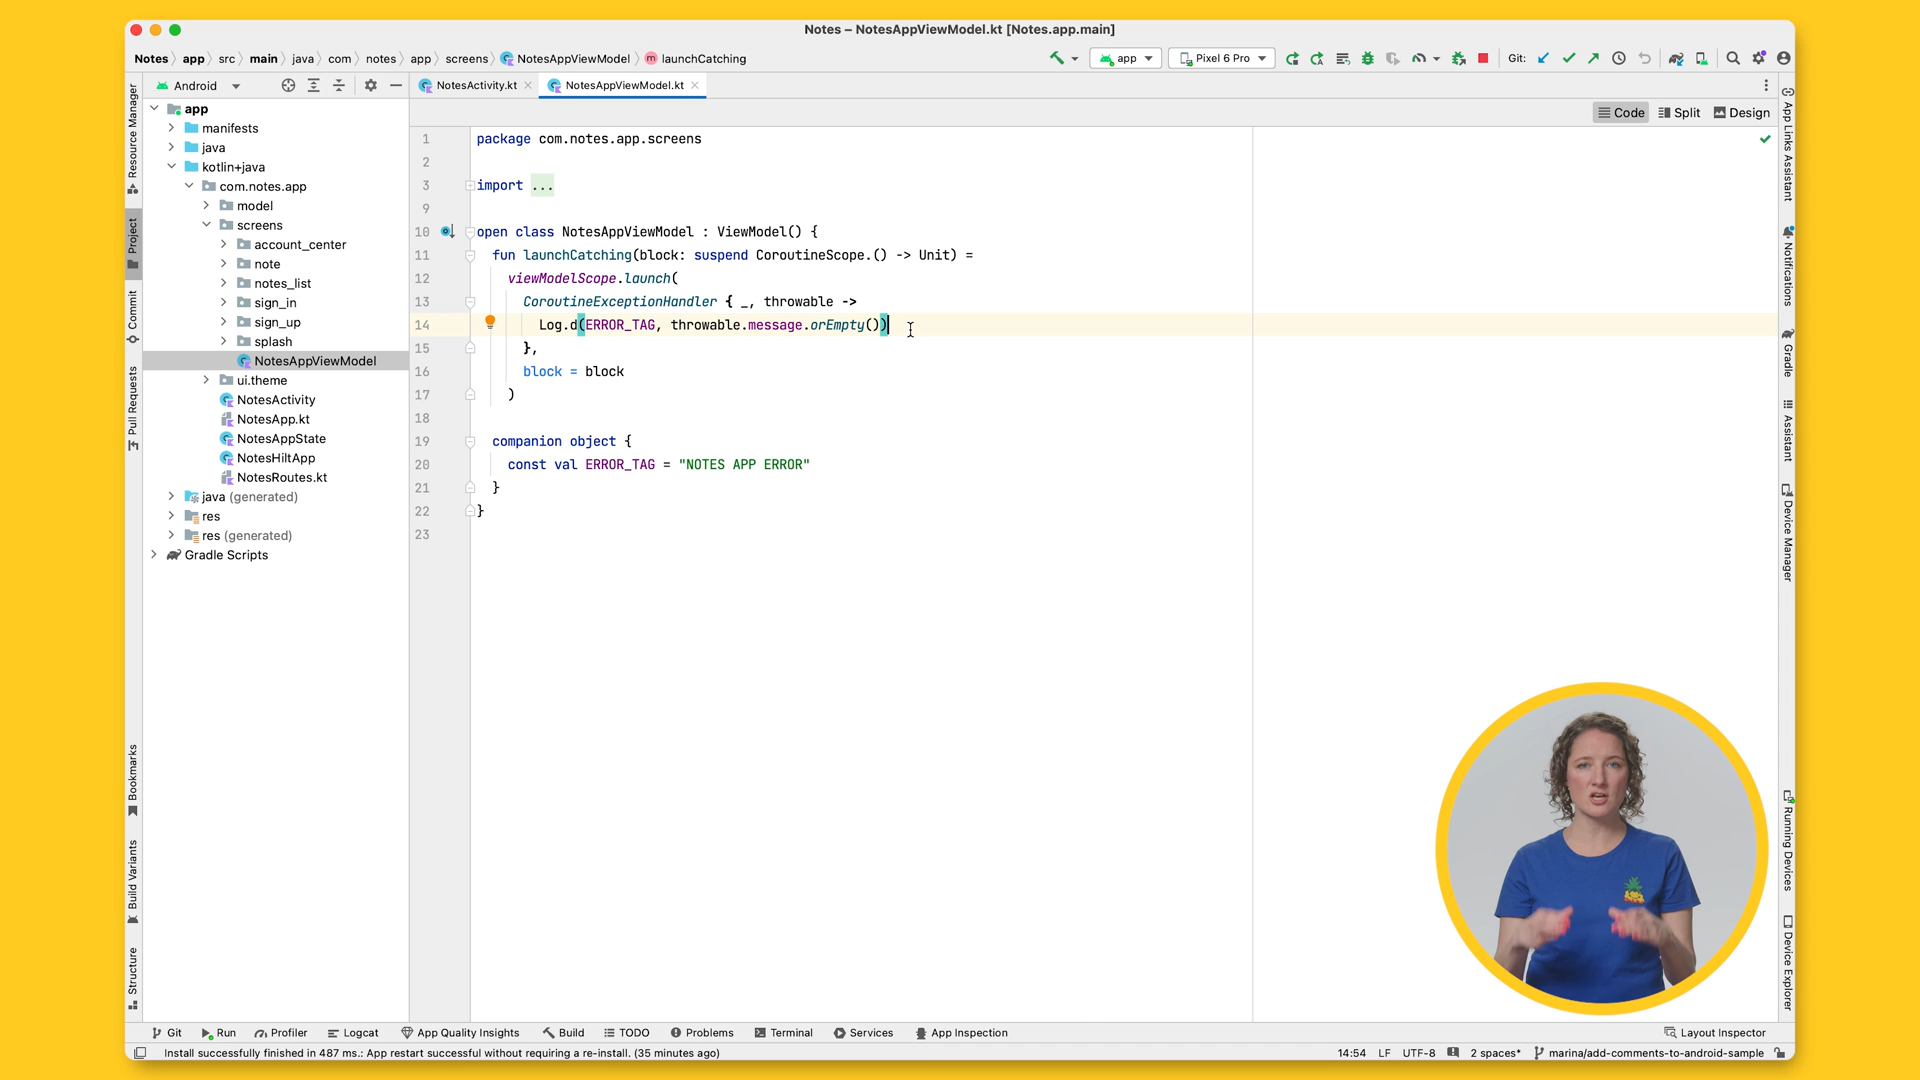 Notes – NotesAppViewModel.kt [Notes.app.main]
Notes app src main java com notes app screens NotesAppViewModel launchCatching
app Pixel 6 Pro Git:
Android
NotesActivity.kt NotesAppViewModel.kt
Code Split Design
Resource Manager
Project
Commit
Pull Requests
Bookmarks
Build Variants
Structure
app
manifests
java
kotlin+java
com.notes.app
model
screens
account_center
note
notes_list
sign_in
sign_up
splash
NotesAppViewModel
ui.theme
NotesActivity
NotesApp.kt
NotesAppState
NotesHiltApp
NotesRoutes.kt
java (generated)
res
res (generated)
Gradle Scripts
1 package com.notes.app.screens
2
3 import ...
9
10 open class NotesAppViewModel : ViewModel() {
11 fun launchCatching(block: suspend CoroutineScope.() -> Unit) =
12 viewModelScope.launch(
13 CoroutineExceptionHandler { _, throwable ->
14 Log.d(ERROR_TAG, throwable.message.orEmpty())
15 },
16 block = block
17 )
18
19 companion object {
20 const val ERROR_TAG = "NOTES APP ERROR"
21 }
22 }
23
App Links Assistant
Notifications
Gradle
Assistant
Device Manager
Running Devices
Device Explorer
Git Run Profiler Logcat App Quality Insights Build TODO Problems Terminal Services App Inspection Layout Inspector
Install successfully finished in 487 ms.: App restart successful without requiring a re-install. (35 minutes ago) 14:54 LF UTF-8 2 spaces* marina/add-comments-to-android-sample